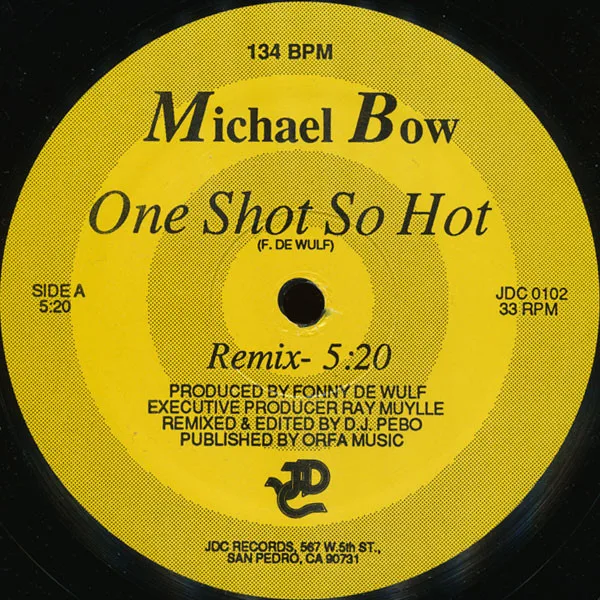 134 BPM
Michael Bow
One Shot So Hot
(F. DE WULF)
SIDE A
5:20
JDC 0102
33 RPM
Remix- 5:20
PRODUCED BY FONNY DE WULF
EXECUTIVE PRODUCER RAY MUYLLE
REMIXED & EDITED BY D.J. PEBO
PUBLISHED BY ORFA MUSIC
JDC
JDC RECORDS, 567 W.5th ST.,
SAN PEDRO, CA 90731